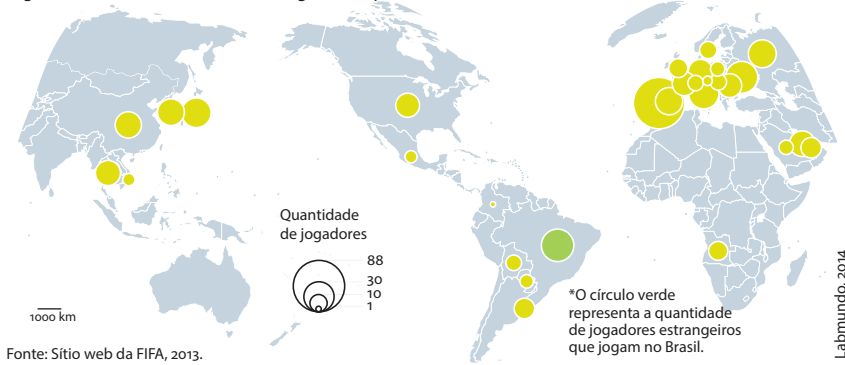 Quantidade
de jogadores
88
30
10
1
1000 km
*O círculo verde
representa a quantidade
de jogadores estrangeiros
que jogam no Brasil.
Fonte: Sítio web da FIFA, 2013.
Labmundo, 2014